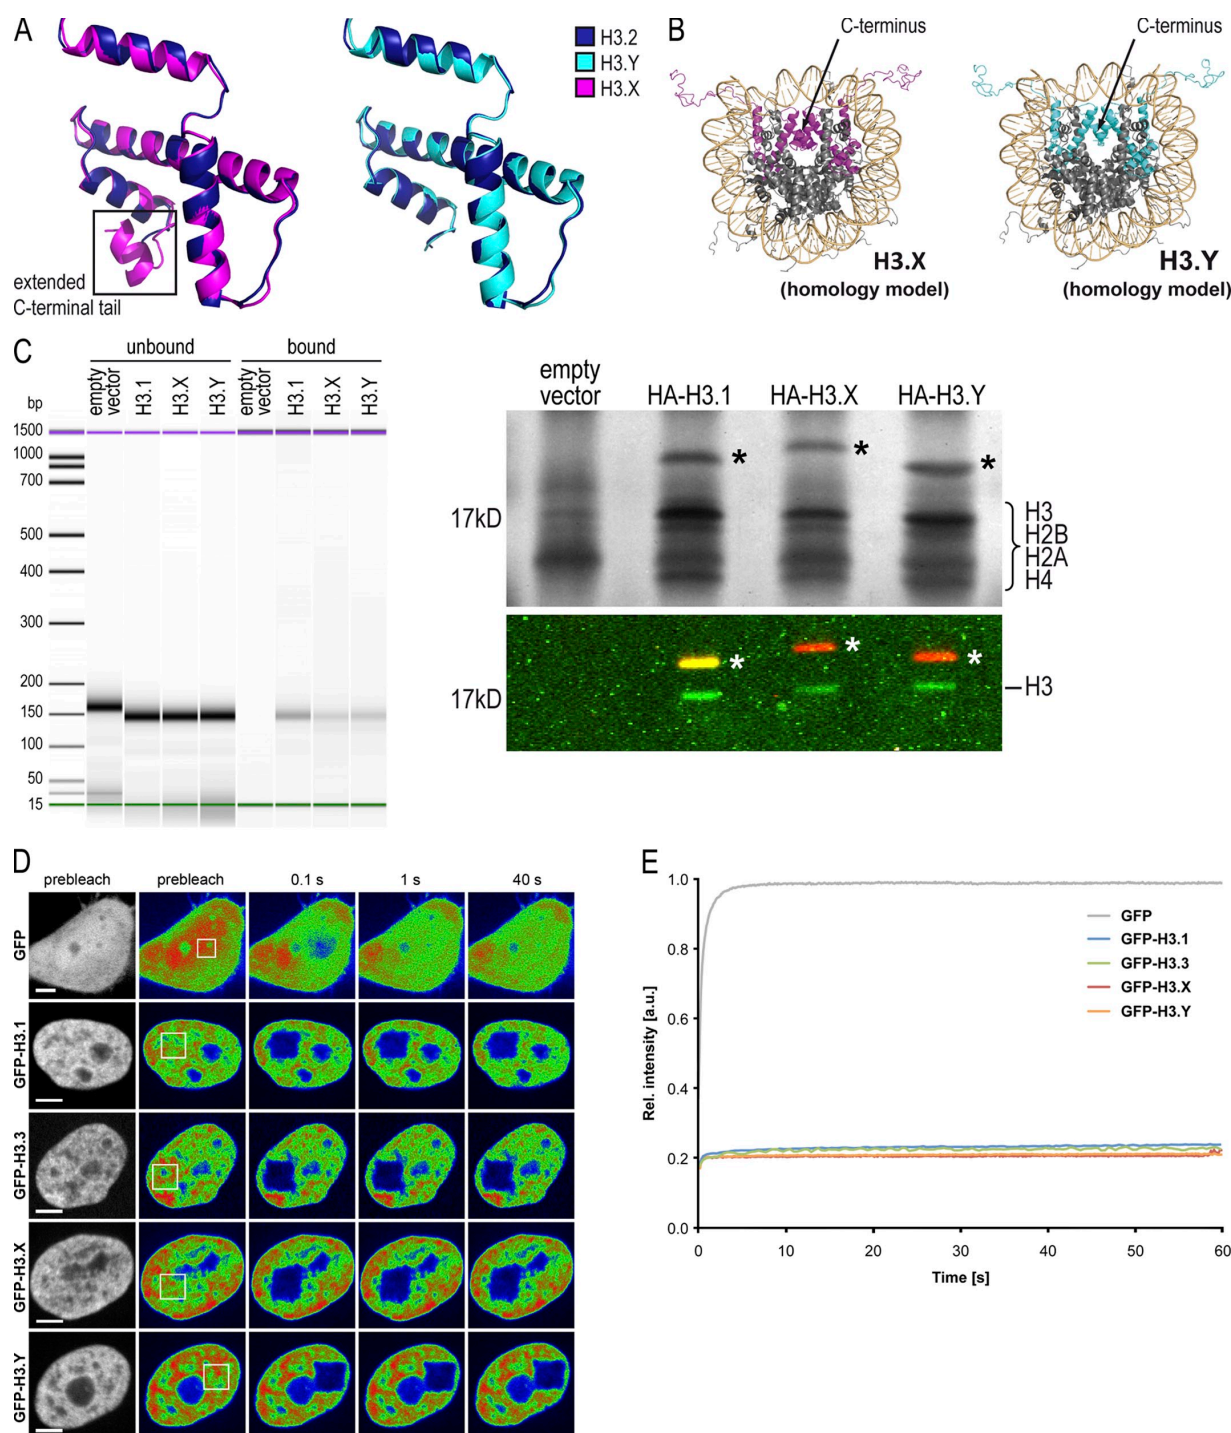 A
H3.2
H3.Y
H3.X
extended
C-terminal tail
B
C-terminus
C-terminus
H3.X
(homology model)
H3.Y
(homology model)
C
unbound
bound
bp
empty
vector
H3.1
H3.X
H3.Y
empty
vector
H3.1
H3.X
H3.Y
1500
1000
700
500
400
300
200
150
100
50
15
empty
vector
HA-H3.1
HA-H3.X
HA-H3.Y
*
*
*
17kD
H3
H2B
H2A
H4
*
*
*
17kD
H3
D
prebleach
prebleach
0.1 s
1 s
40 s
GFP
GFP-H3.1
GFP-H3.3
GFP-H3.X
GFP-H3.Y
E
1.0
0.8
0.6
0.4
0.2
0.0
Rel. intensity [a.u.]
GFP
GFP-H3.1
GFP-H3.3
GFP-H3.X
GFP-H3.Y
0
10
20
30
40
50
60
Time [s]